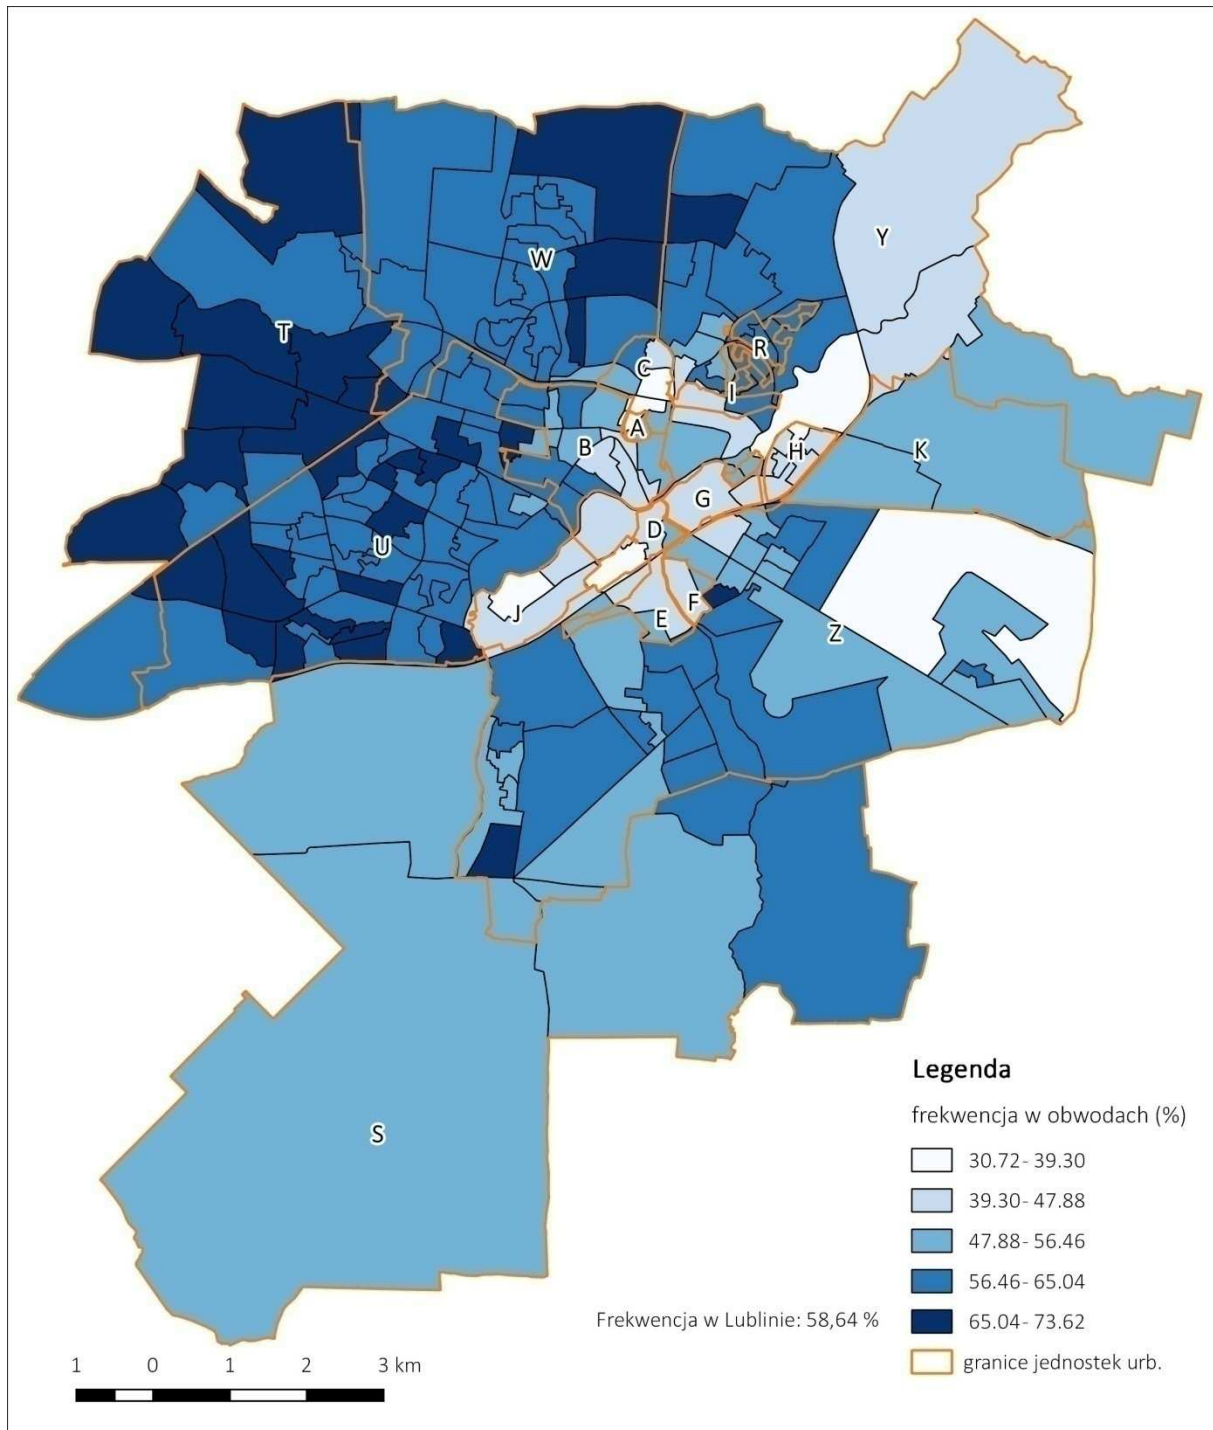 Y
W
T
R
C
I
A
B
H
K
G
D
U
J
F
E
Z
S
Legenda
frekwencja w obwodach (%)
30.72- 39.30
39.30- 47.88
47.88- 56.46
56.46- 65.04
65.04- 73.62
granice jednostek urb.
Frekwencja w Lublinie: 58,64 %
1 0 1 2 3 km